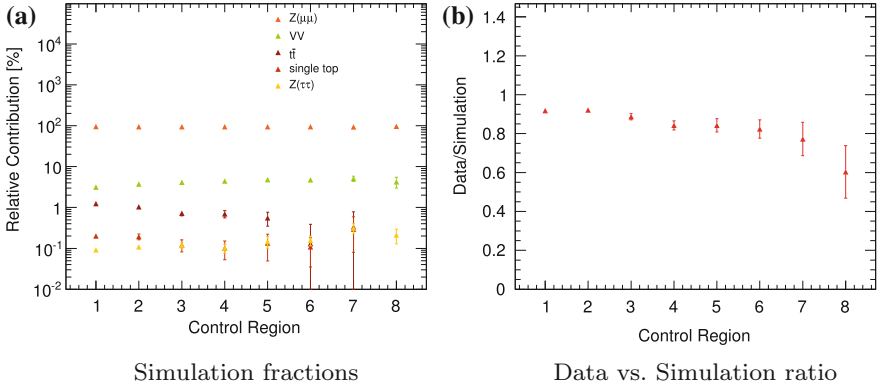 (a)
Z(μμ)
VV
tt̄
single top
Z(ττ)
Relative Contribution [%]
10⁴
10³
10²
10
1
10⁻¹
10⁻²
1 2 3 4 5 6 7 8
Control Region
Simulation fractions
(b)
Data/Simulation
1.4
1.2
1
0.8
0.6
0.4
0.2
0
1 2 3 4 5 6 7 8
Control Region
Data vs. Simulation ratio